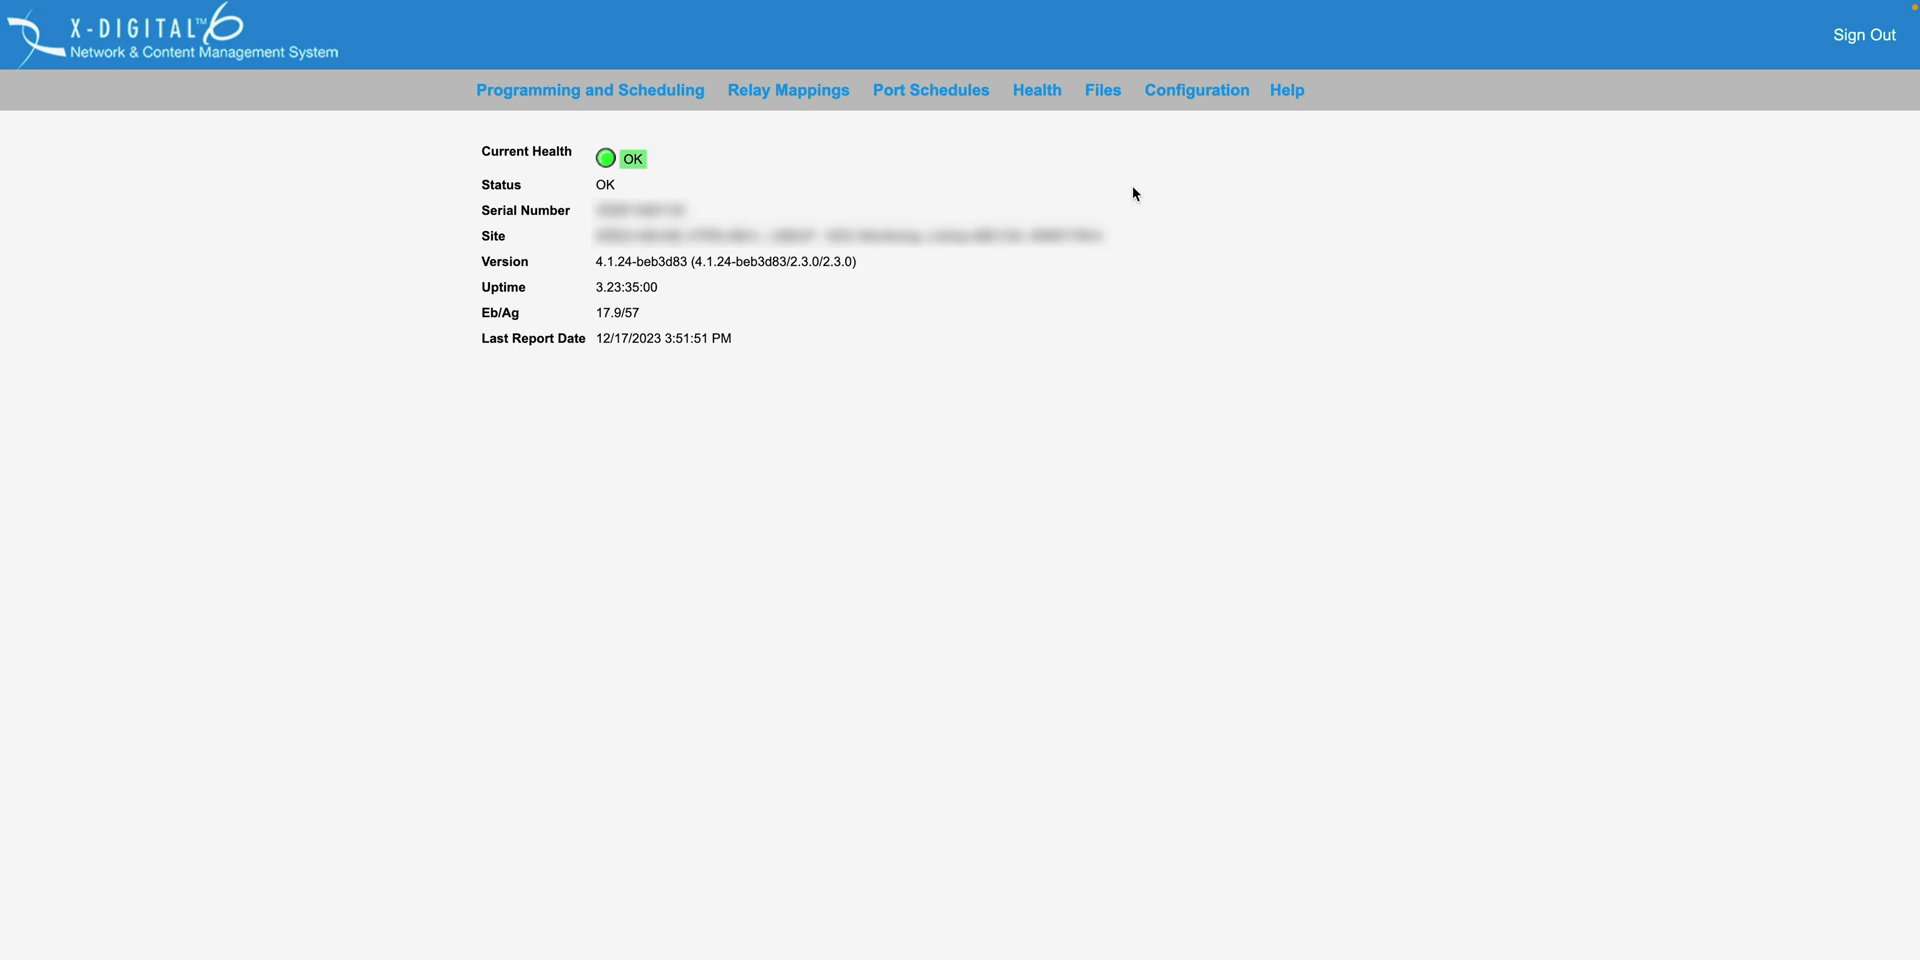 X-DIGITAL™ 6
Network & Content Management System
Sign Out
Programming and Scheduling Relay Mappings Port Schedules Health Files Configuration Help
Current Health OK
Status OK
Serial Number
Site
Version 4.1.24-beb3d83 (4.1.24-beb3d83/2.3.0/2.3.0)
Uptime 3.23:35:00
Eb/Ag 17.9/57
Last Report Date 12/17/2023 3:51:51 PM